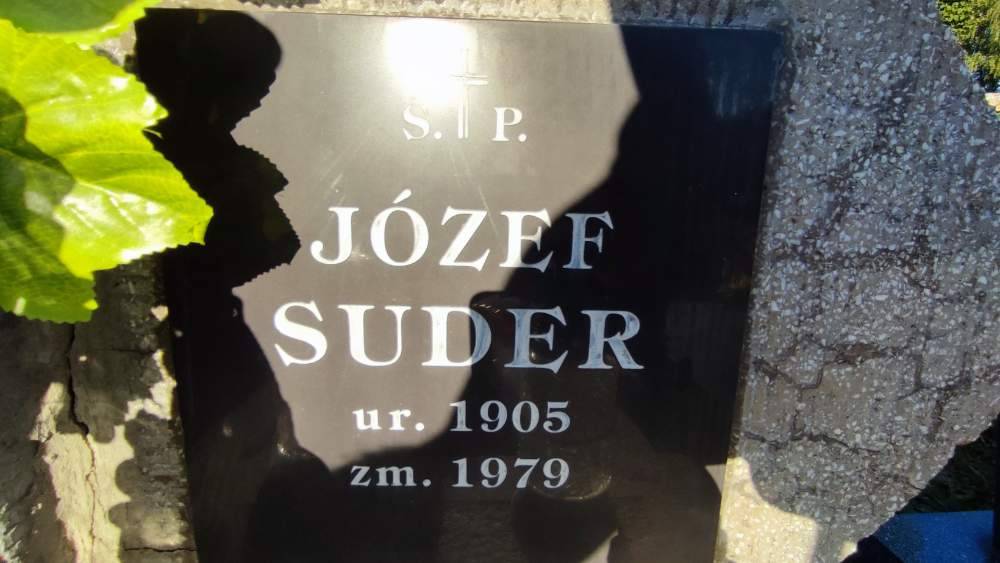 Ś. P.
JÓZEF
SUDER
ur. 1905
zm. 1979